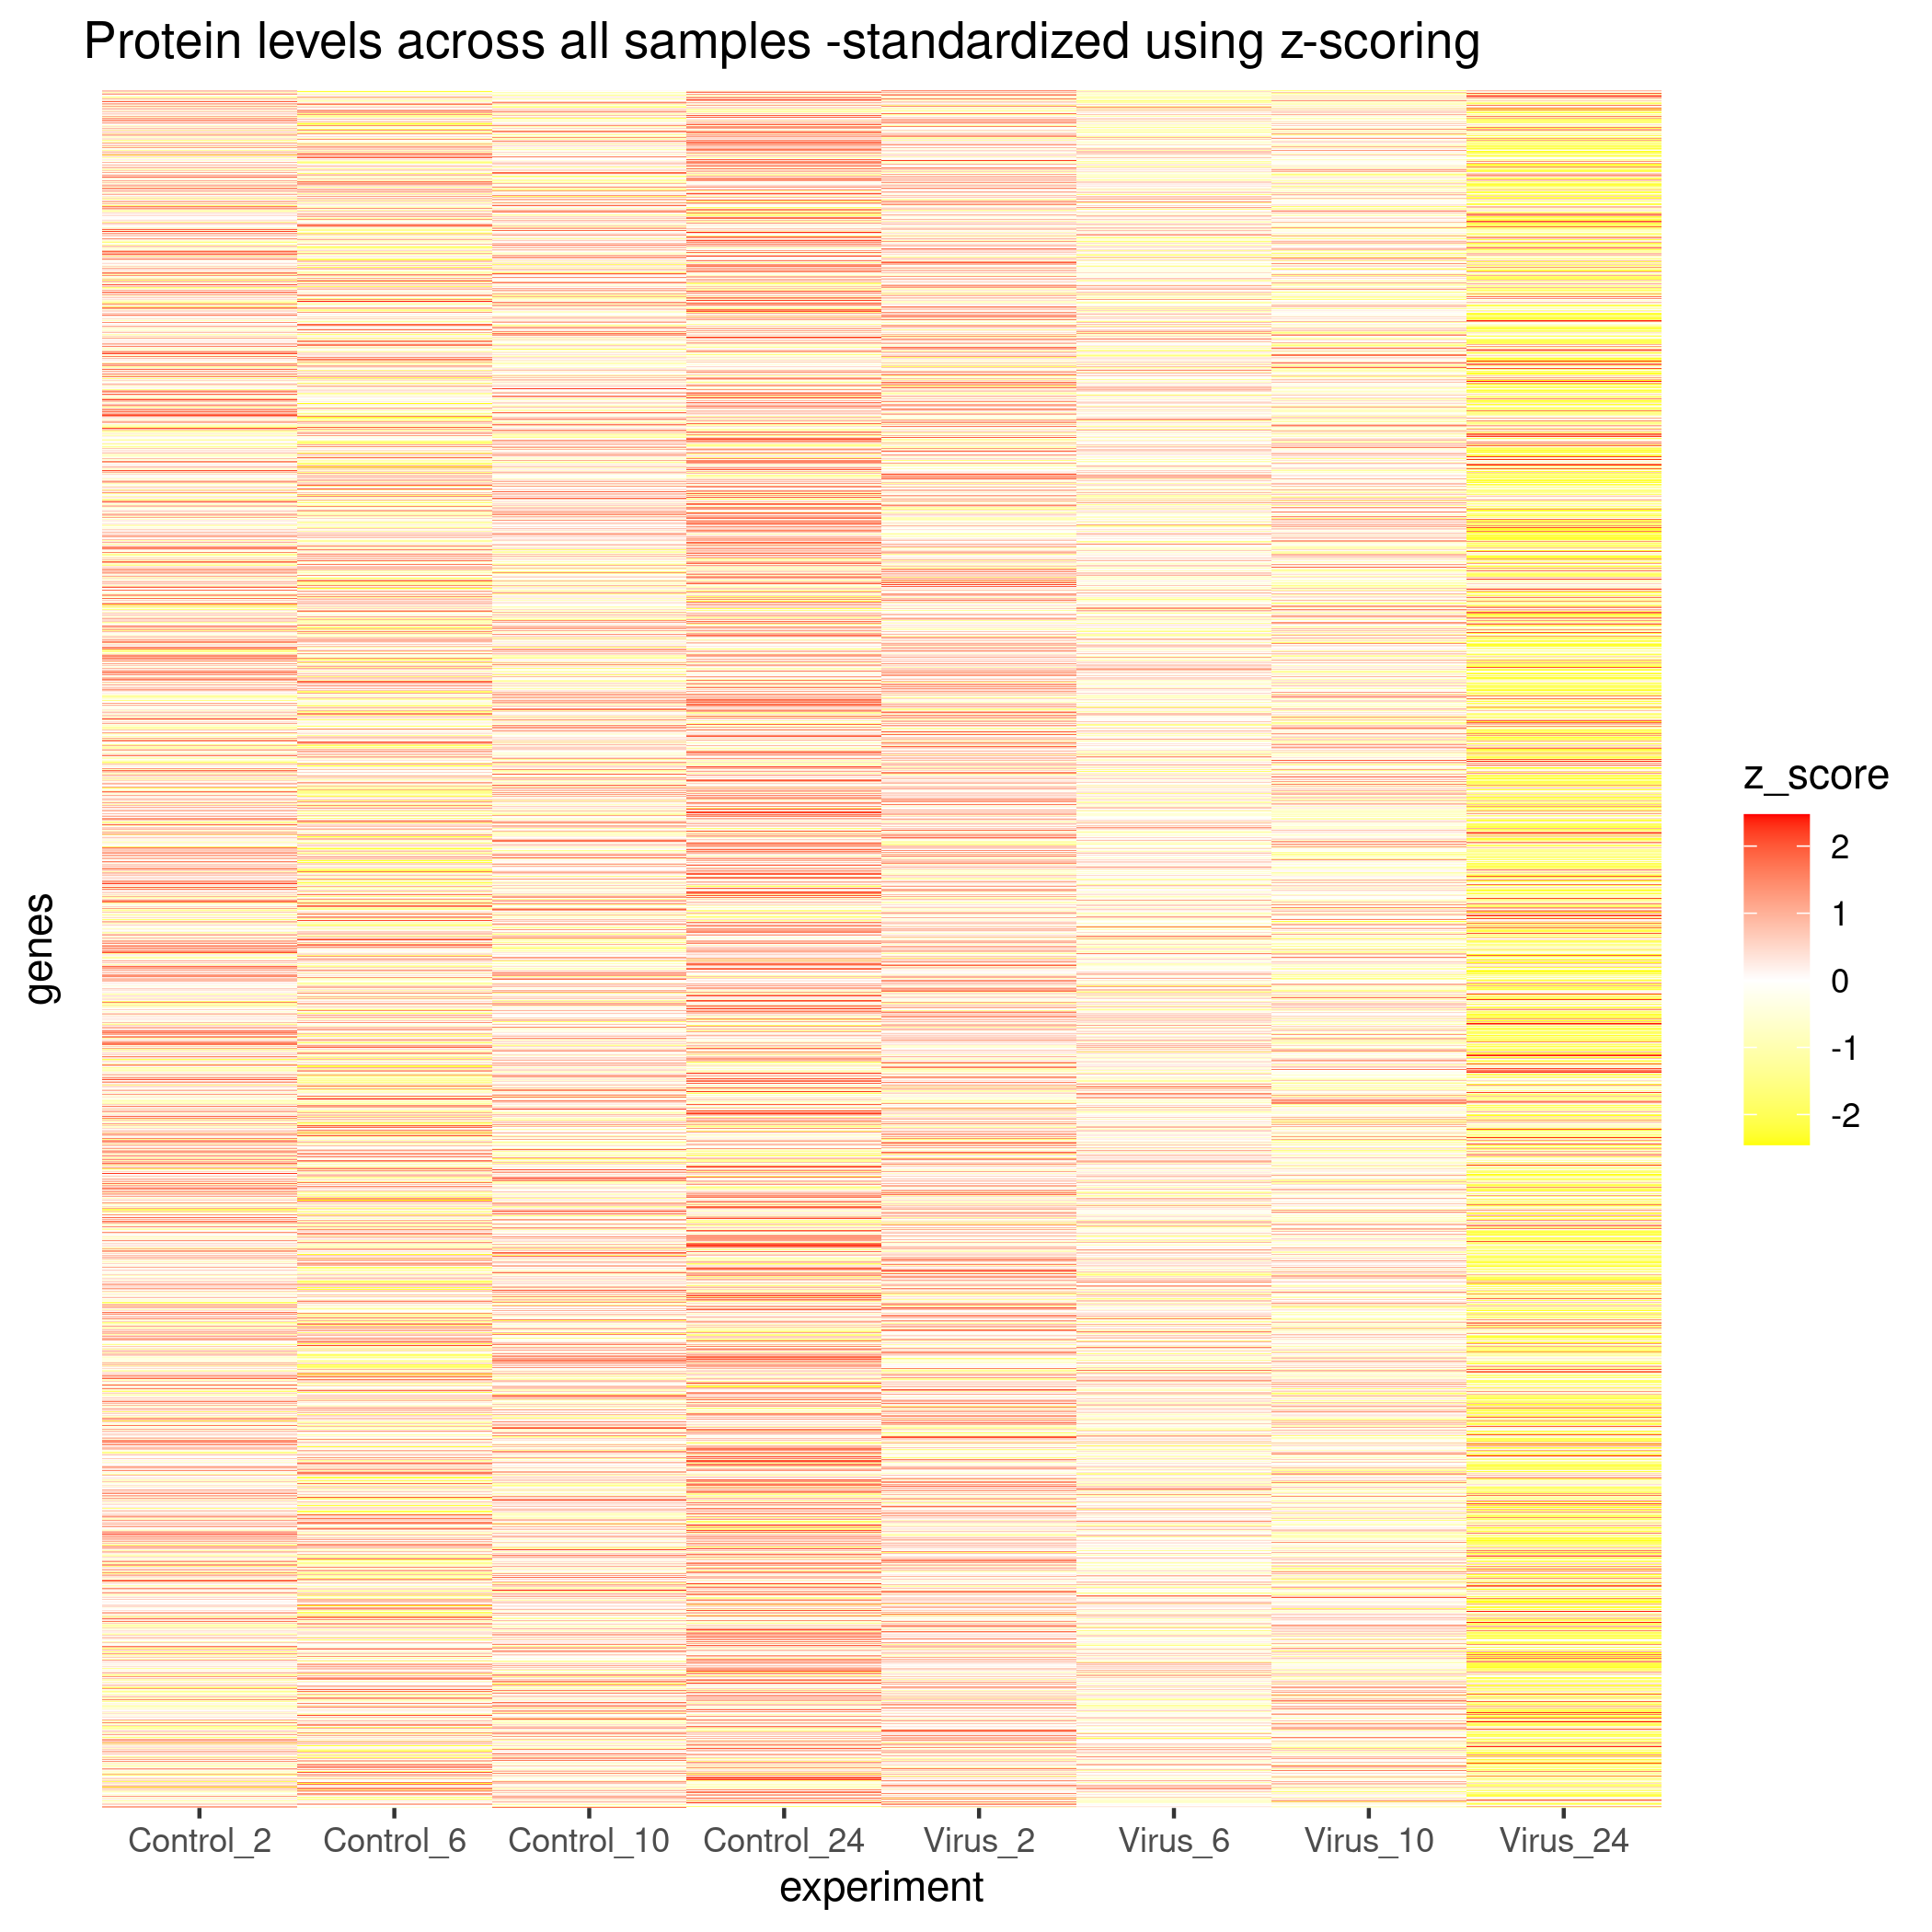 Protein levels across all samples -standardized using z-scoring
genes
z_score
2
1
0
-1
-2
Control_2 Control_6 Control_10 Control_24 Virus_2 Virus_6 Virus_10 Virus_24
experiment